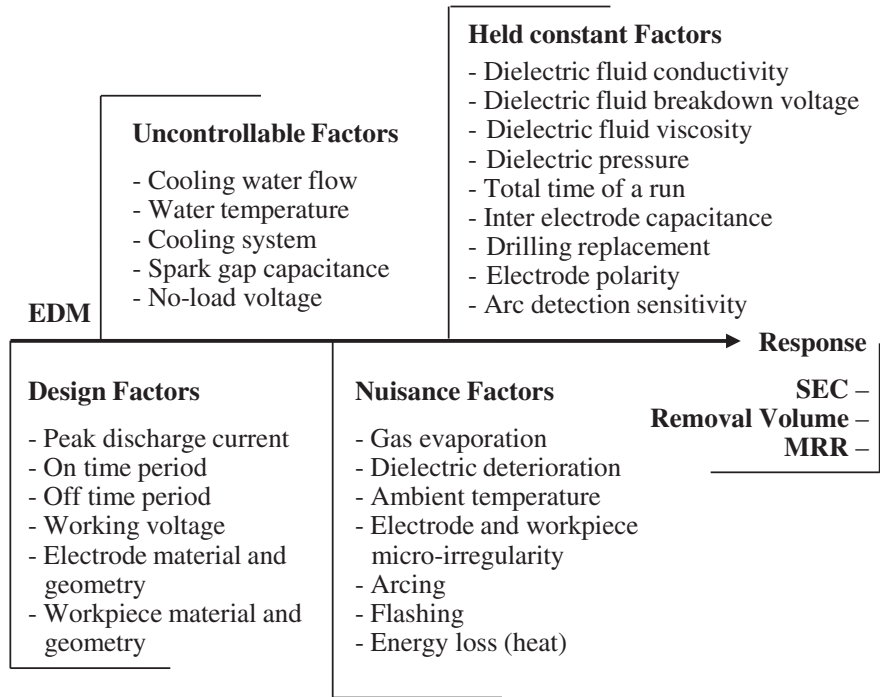 Held constant Factors
- Dielectric fluid conductivity
- Dielectric fluid breakdown voltage
- Dielectric fluid viscosity
- Dielectric pressure
- Total time of a run
- Inter electrode capacitance
- Drilling replacement
- Electrode polarity
- Arc detection sensitivity
Uncontrollable Factors
- Cooling water flow
- Water temperature
- Cooling system
- Spark gap capacitance
- No-load voltage
EDM
Response
SEC –
Removal Volume –
MRR –
Design Factors
- Peak discharge current
- On time period
- Off time period
- Working voltage
- Electrode material and
geometry
- Workpiece material and
geometry
Nuisance Factors
- Gas evaporation
- Dielectric deterioration
- Ambient temperature
- Electrode and workpiece
micro-irregularity
- Arcing
- Flashing
- Energy loss (heat)